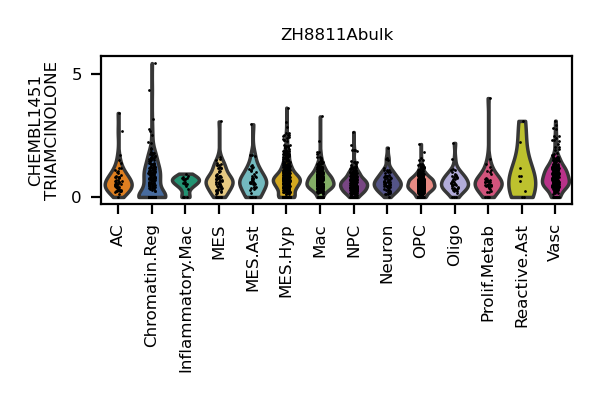 ZH8811Abulk
CHEMBL1451
TRIAMCINOLONE
5
0
AC
Chromatin.Reg
Inflammatory.Mac
MES
MES.Ast
MES.Hyp
Mac
NPC
Neuron
OPC
Oligo
Prolif.Metab
Reactive.Ast
Vasc